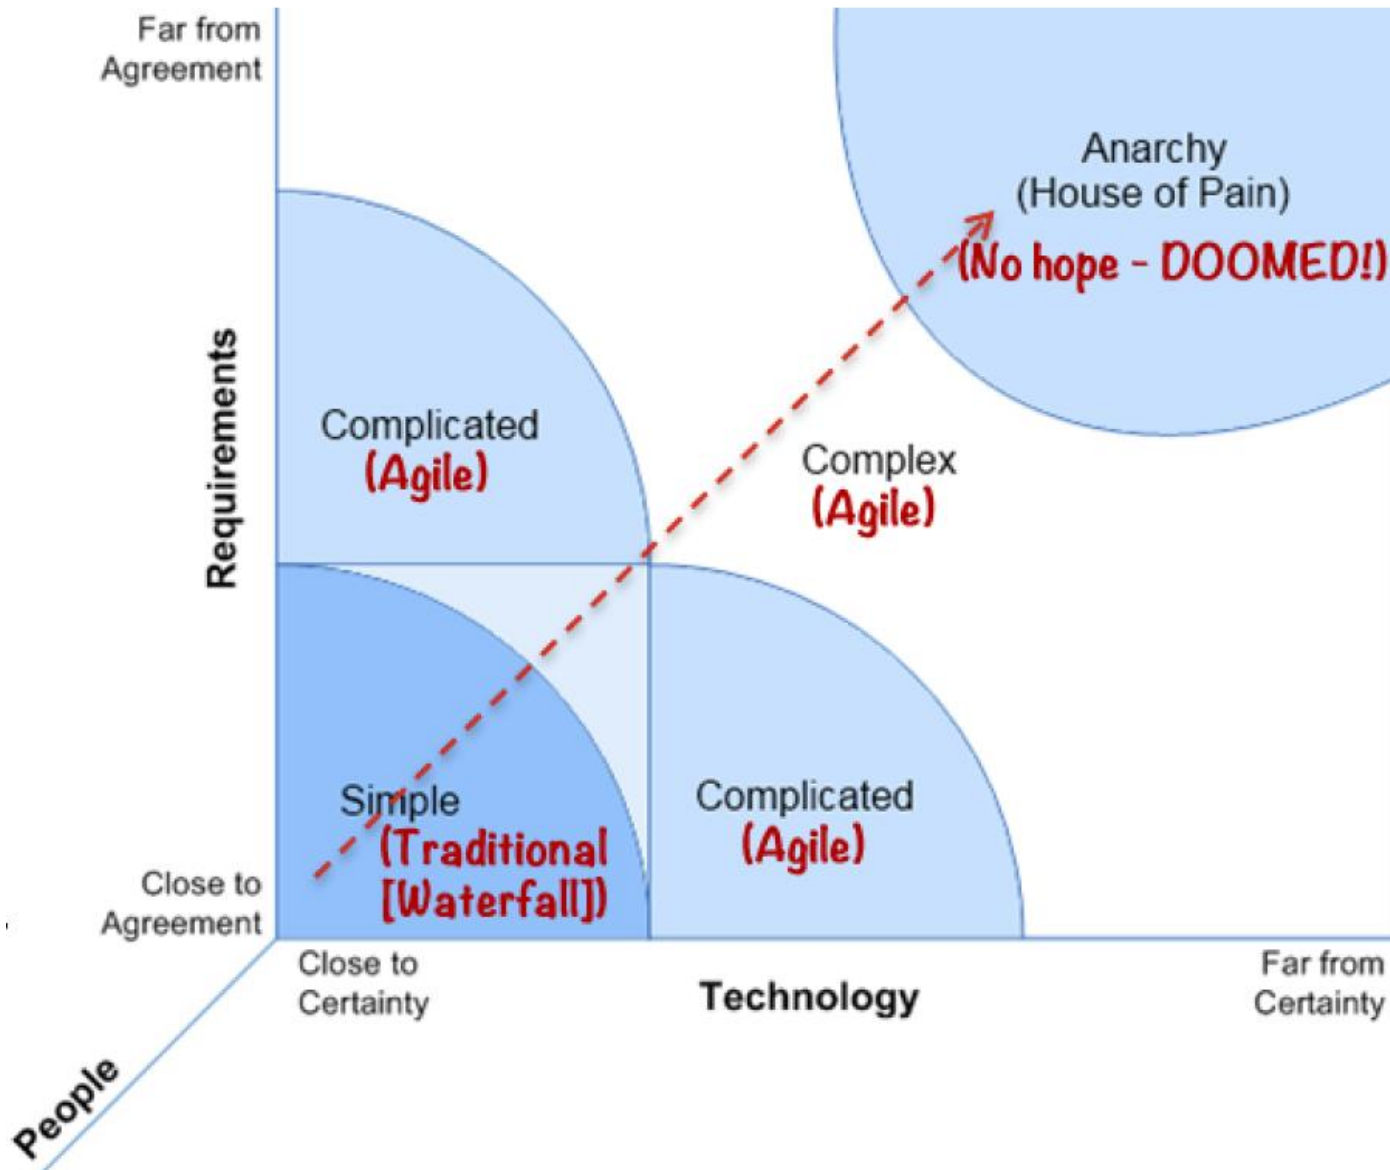 Far from
Agreement
Anarchy
(House of Pain)
(No hope - DOOMED!)
Requirements
Complicated
(Agile)
Complex
(Agile)
Simple
(Traditional
[Waterfall])
Complicated
(Agile)
Close to
Agreement
Close to
Certainty
Technology
Far from
Certainty
People